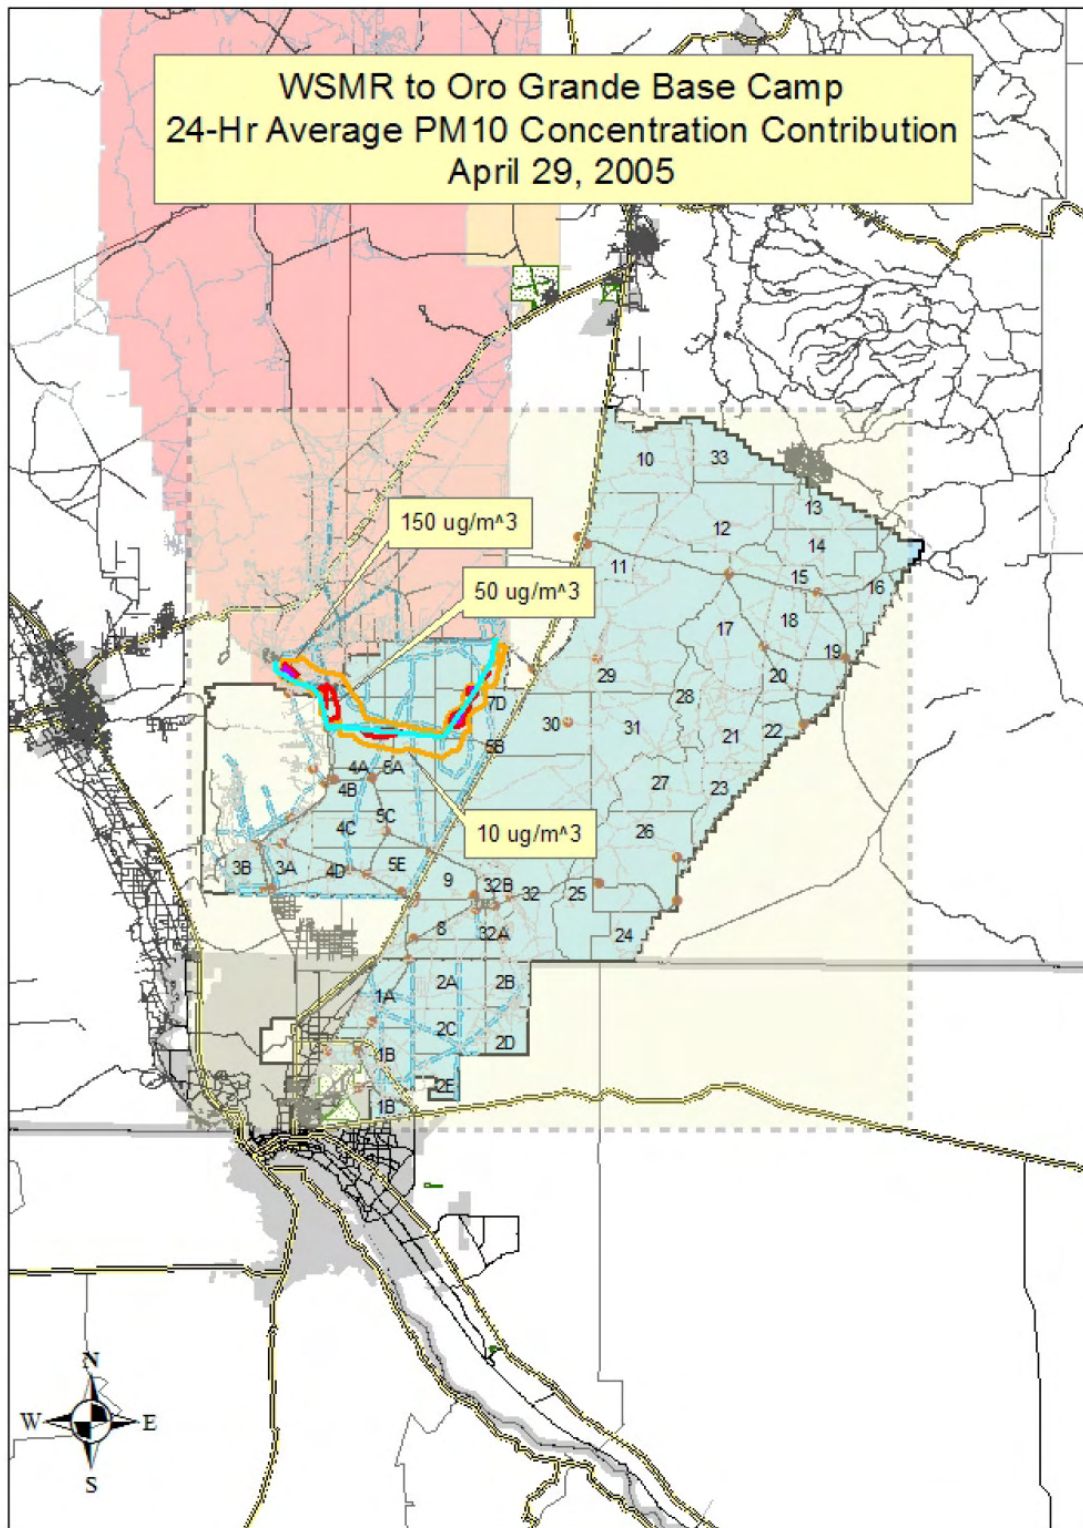 WSMR to Oro Grande Base Camp
24-Hr Average PM10 Concentration Contribution
April 29, 2005
10
33
13
150 ug/m^3
12
14
11
15
16
50 ug/m^3
18
17
19
29
20
28
7D
30
31
21
22
5B
4A
5A
27
23
4B
4C
5C
26
10 ug/m^3
3B
3A
4D
5E
9
32B
32
25
8
32A
24
2A
2B
1A
2C
2D
1B
2E
1B
N
W
E
S